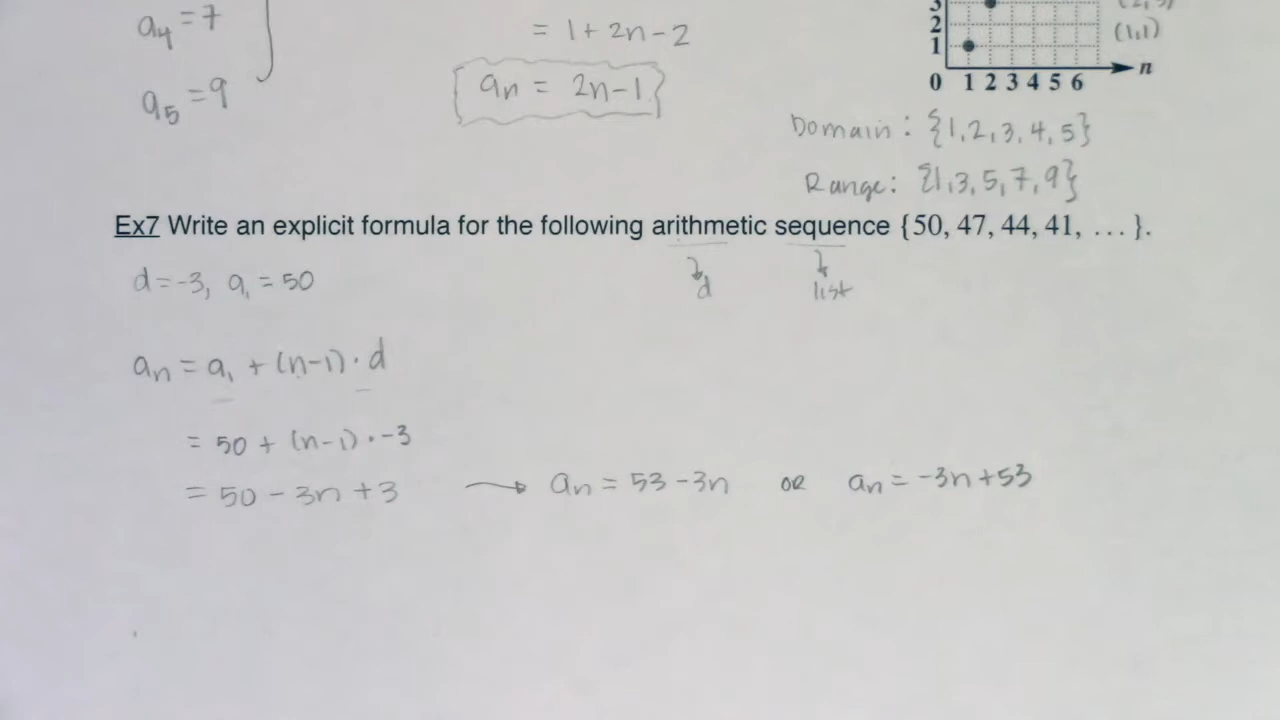 a₄ = 7
a₅ = 9
= 1 + 2n - 2
aₙ = 2n - 1
3
2
1
0 1 2 3 4 5 6 n
(1,1)
Domain: {1, 2, 3, 4, 5}
Range: {1, 3, 5, 7, 9}
Ex7 Write an explicit formula for the following arithmetic sequence {50, 47, 44, 41, … }.
d = -3, a₁ = 50
d
list
aₙ = a₁ + (n-1) · d
= 50 + (n-1) · -3
= 50 - 3n + 3 → aₙ = 53 - 3n OR aₙ = -3n + 53